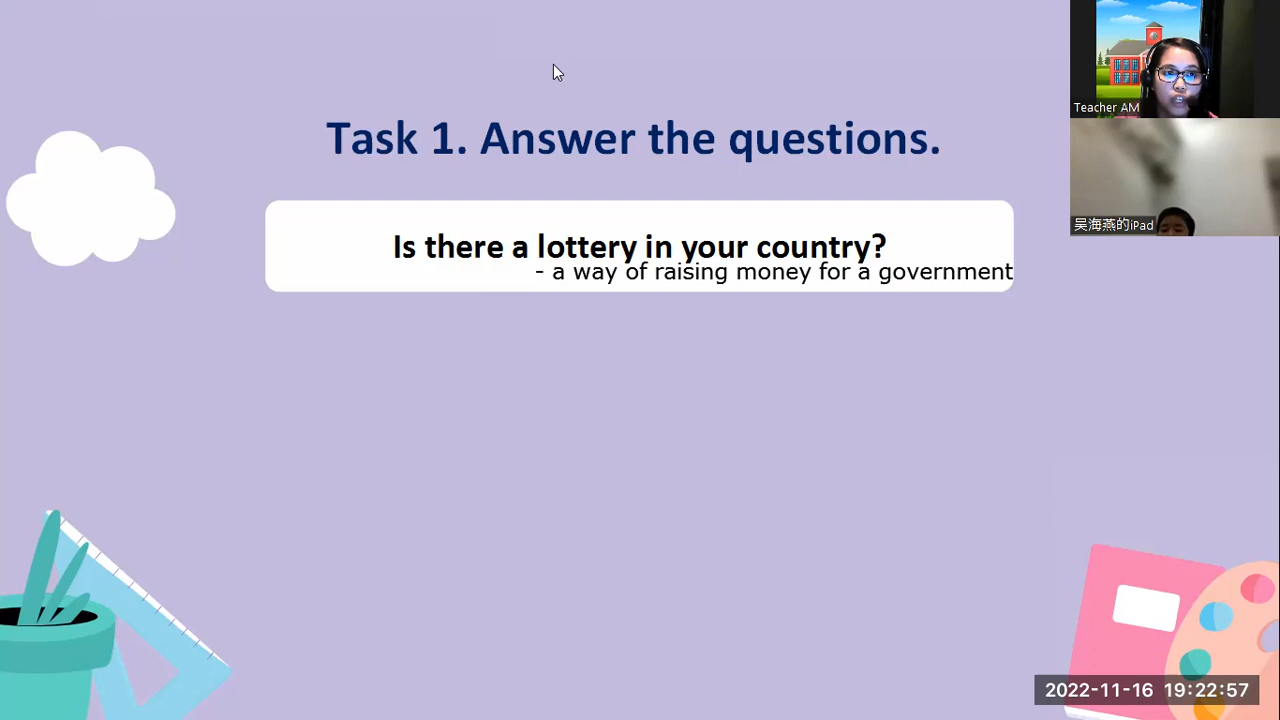 Task 1. Answer the questions.
Is there a lottery in your country?
- a way of raising money for a government
Teacher AM
吴海燕的iPad
2022-11-16 19:22:57